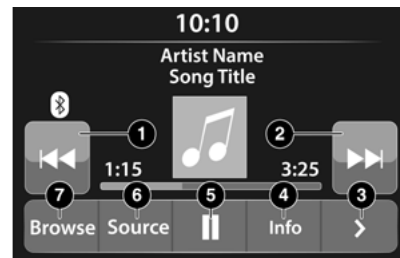 10:10
Artist Name
Song Title
1
2
1:15
3:25
7
6
5
4
3
Browse
Source
Info